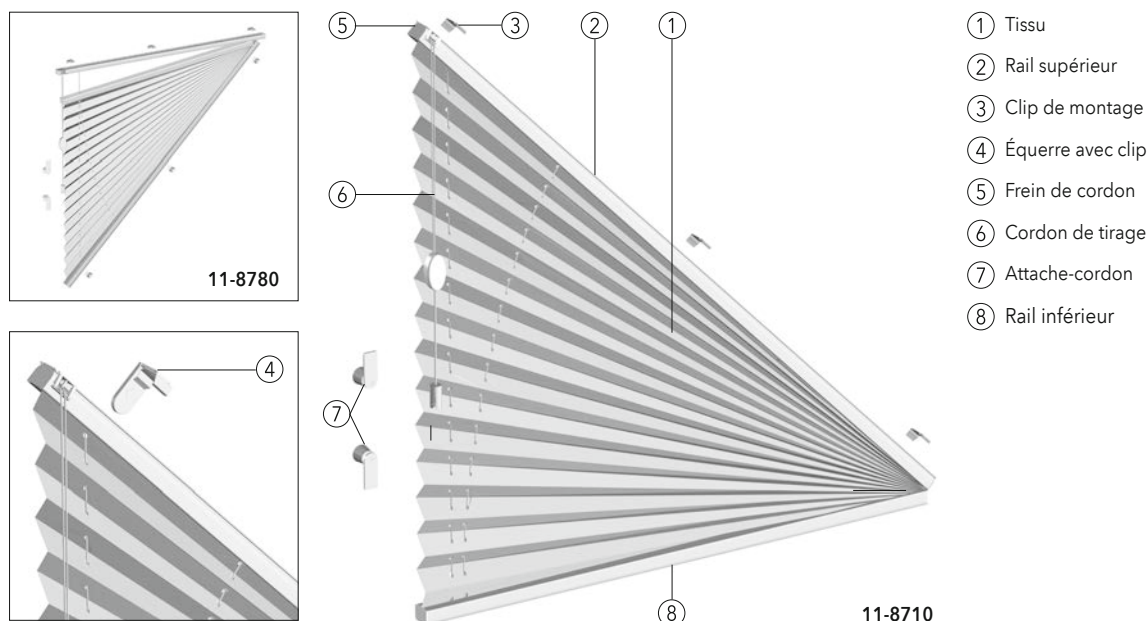 11-8780
4
7
5
3
2
1
6
8
11-8710
1 Tissu
2 Rail supérieur
3 Clip de montage
4 Équerre avec clip
5 Frein de cordon
6 Cordon de tirage
7 Attache-cordon
8 Rail inférieur